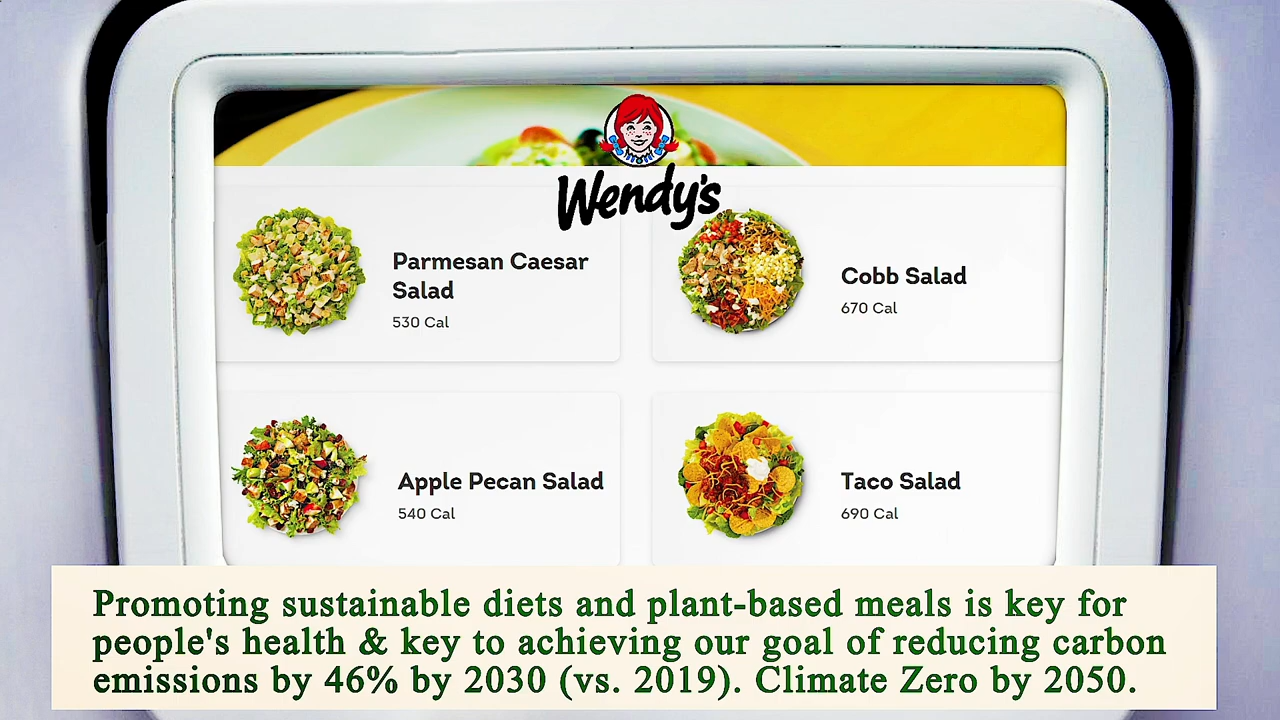 Wendy's
Parmesan Caesar
Salad
530 Cal
Cobb Salad
670 Cal
Apple Pecan Salad
540 Cal
Taco Salad
690 Cal
Promoting sustainable diets and plant-based meals is key for
people's health & key to achieving our goal of reducing carbon
emissions by 46% by 2030 (vs. 2019). Climate Zero by 2050.